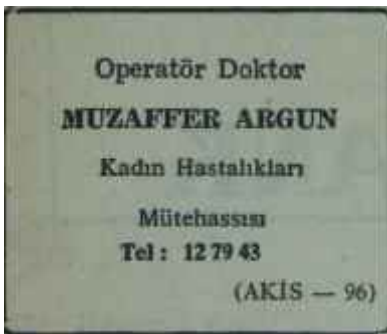 Operatör Doktor
MUZAFFER ARGUN
Kadın Hastalıkları
Mütehassısı
Tel : 12 79 43
(AKİS — 96)